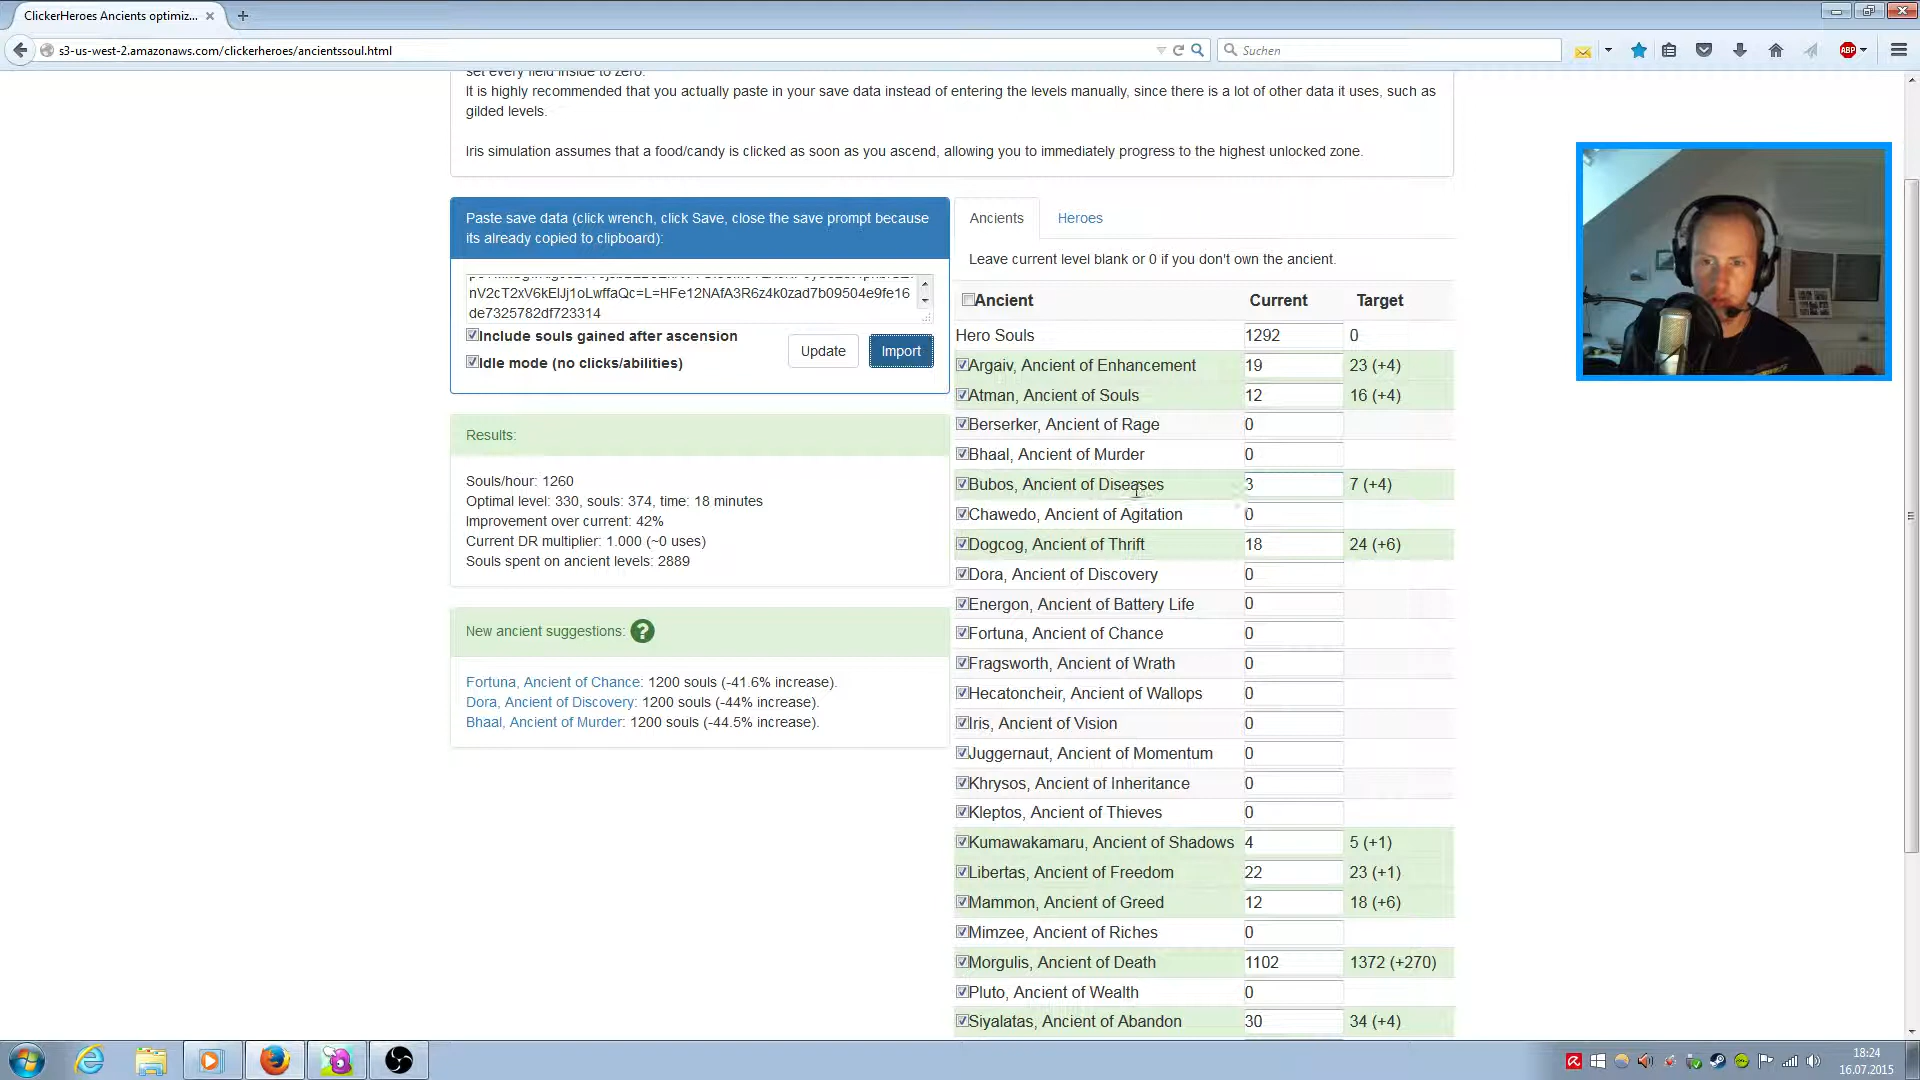 ClickerHeroes Ancients optimiz...
s3-us-west-2.amazonaws.com/clickerheroes/ancientssoul.html
Suchen
ABP
set every field inside to zero.
It is highly recommended that you actually paste in your save data instead of entering the levels manually, since there is a lot of other data it uses, such as
gilded levels.
Iris simulation assumes that a food/candy is clicked as soon as you ascend, allowing you to immediately progress to the highest unlocked zone.
Paste save data (click wrench, click Save, close the save prompt because
its already copied to clipboard):
nV2cT2xV6kElJj1oLwffaQc=L=HFe12NAfA3R6z4k0zad7b09504e9fe16
de7325782df723314
Include souls gained after ascension
Idle mode (no clicks/abilities)
Update
Import
Results:
Souls/hour: 1260
Optimal level: 330, souls: 374, time: 18 minutes
Improvement over current: 42%
Current DR multiplier: 1.000 (~0 uses)
Souls spent on ancient levels: 2889
New ancient suggestions: ?
Fortuna, Ancient of Chance: 1200 souls (-41.6% increase).
Dora, Ancient of Discovery: 1200 souls (-44% increase).
Bhaal, Ancient of Murder: 1200 souls (-44.5% increase).
Ancients Heroes
Leave current level blank or 0 if you don't own the ancient.
Ancient Current Target
Hero Souls 1292 0
Argaiv, Ancient of Enhancement 19 23 (+4)
Atman, Ancient of Souls 12 16 (+4)
Berserker, Ancient of Rage 0
Bhaal, Ancient of Murder 0
Bubos, Ancient of Diseases 3 7 (+4)
Chawedo, Ancient of Agitation 0
Dogcog, Ancient of Thrift 18 24 (+6)
Dora, Ancient of Discovery 0
Energon, Ancient of Battery Life 0
Fortuna, Ancient of Chance 0
Fragsworth, Ancient of Wrath 0
Hecatoncheir, Ancient of Wallops 0
Iris, Ancient of Vision 0
Juggernaut, Ancient of Momentum 0
Khrysos, Ancient of Inheritance 0
Kleptos, Ancient of Thieves 0
Kumawakamaru, Ancient of Shadows 4 5 (+1)
Libertas, Ancient of Freedom 22 23 (+1)
Mammon, Ancient of Greed 12 18 (+6)
Mimzee, Ancient of Riches 0
Morgulis, Ancient of Death 1102 1372 (+270)
Pluto, Ancient of Wealth 0
Siyalatas, Ancient of Abandon 30 34 (+4)
18:24
16.07.2015